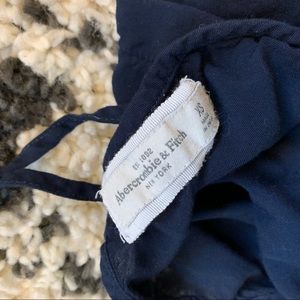 EST. 1892
Abercrombie & Fitch
NEW YORK
XS